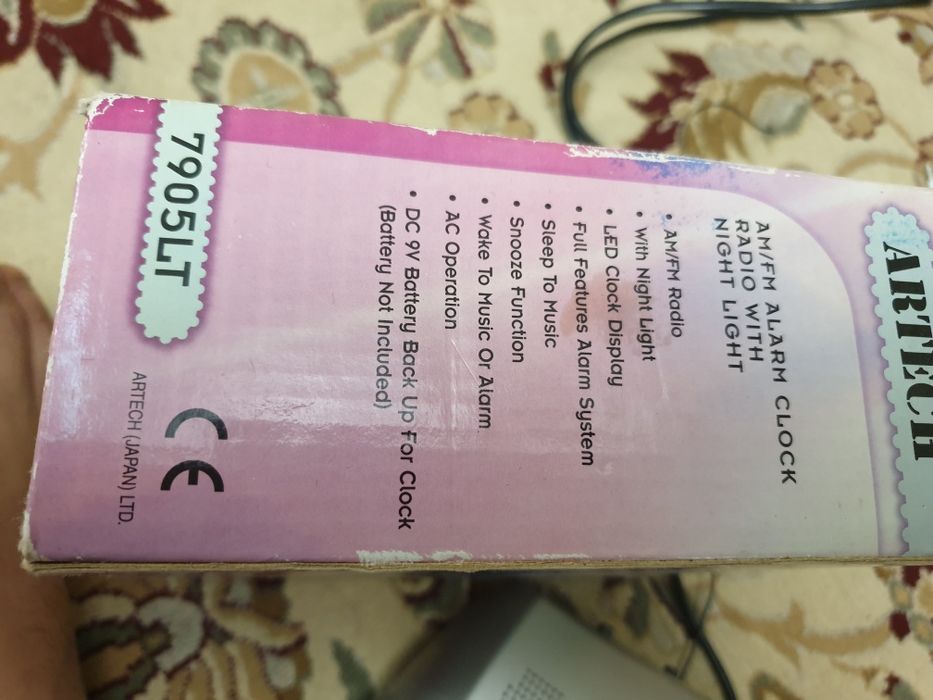 ARTECH
AM/FM ALARM CLOCK
RADIO WITH
NIGHT LIGHT
• AM/FM Radio
• With Night Light
• LED Clock Display
• Full Features Alarm System
• Sleep To Music
• Snooze Function
• Wake To Music Or Alarm
• AC Operation
• DC 9V Battery Back Up For Clock
(Battery Not Included)
7905LT
CE
ARTECH (JAPAN) LTD.